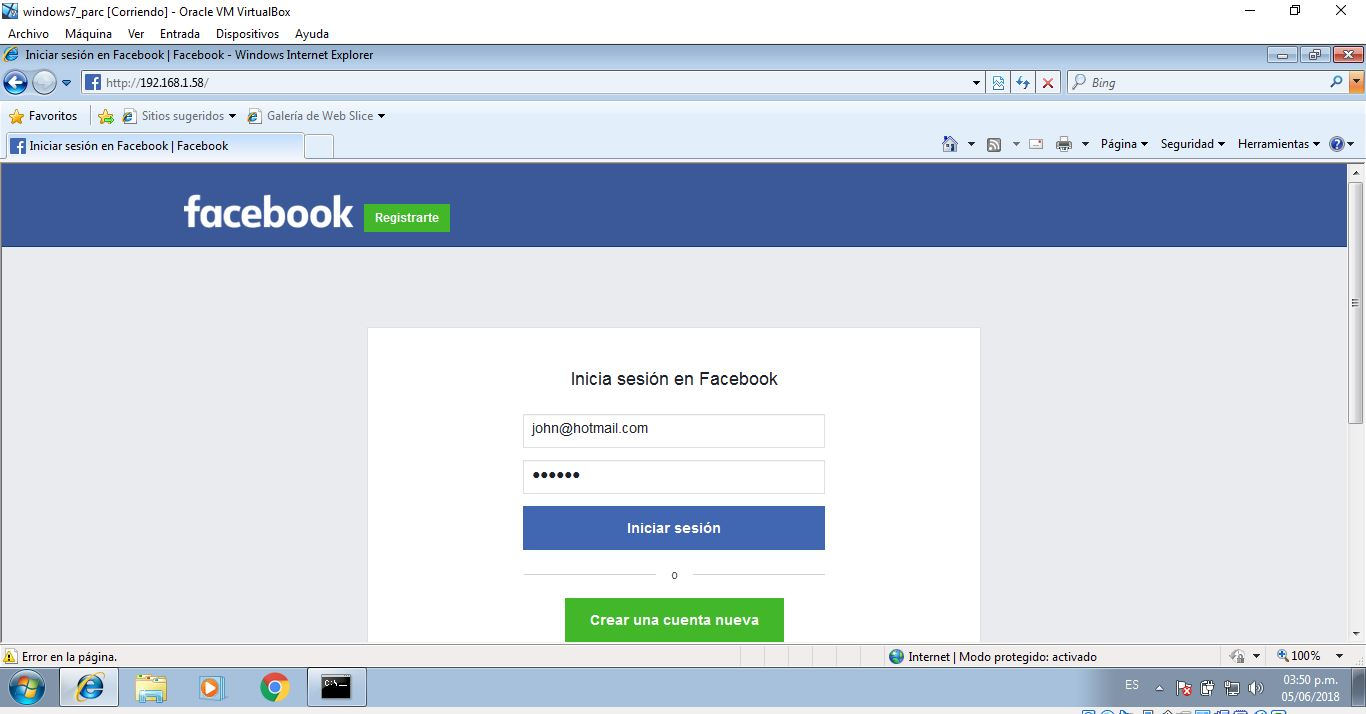 windows7_parc [Corriendo] - Oracle VM VirtualBox
Archivo Máquina Ver Entrada Dispositivos Ayuda
Iniciar sesión en Facebook | Facebook - Windows Internet Explorer
http://192.168.1.58/ Bing
Favoritos Sitios sugeridos Galería de Web Slice
Iniciar sesión en Facebook | Facebook Página Seguridad Herramientas
facebook Registrarte
Inicia sesión en Facebook
john@hotmail.com
••••••
Iniciar sesión
o
Crear una cuenta nueva
Error en la página. Internet | Modo protegido: activado 100%
C:\_
ES 03:50 p.m.
05/06/2018